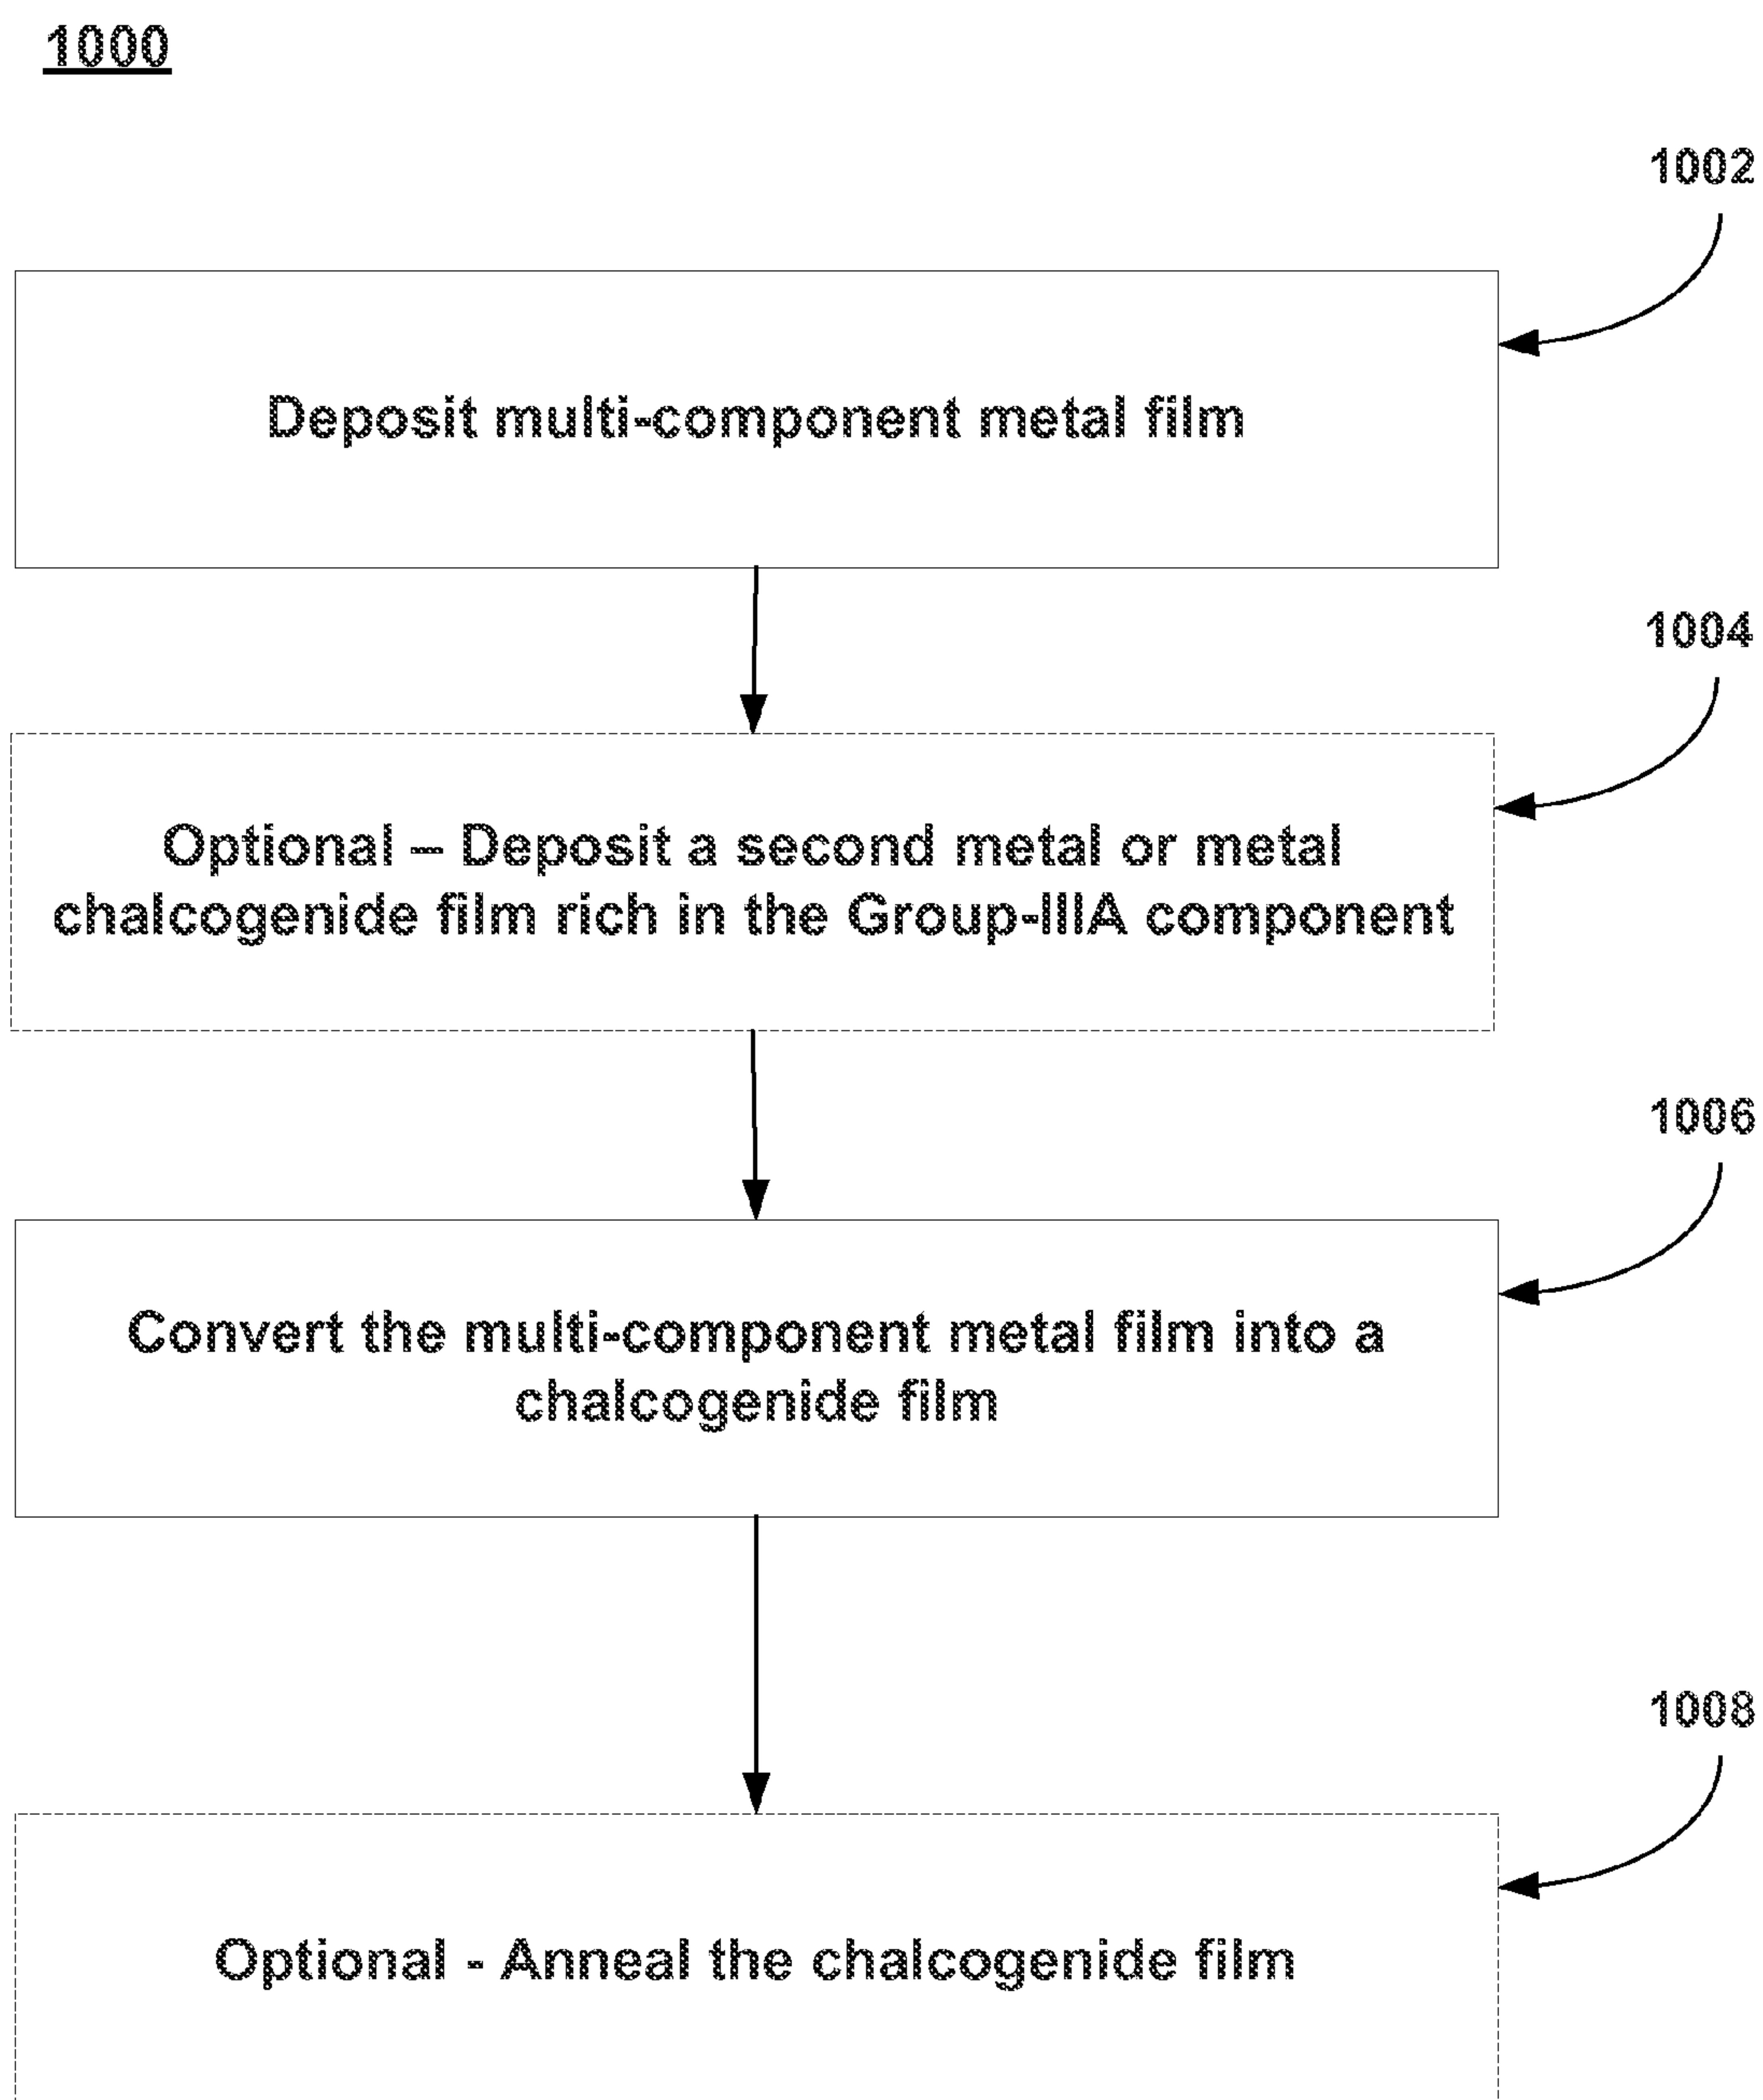 1000
1002
Deposit multi-component metal film
1004
Optional – Deposit a second metal or metal
chalcogenide film rich in the Group-IIIA component
1006
Convert the multi-component metal film into a
chalcogenide film
1008
Optional - Anneal the chalcogenide film